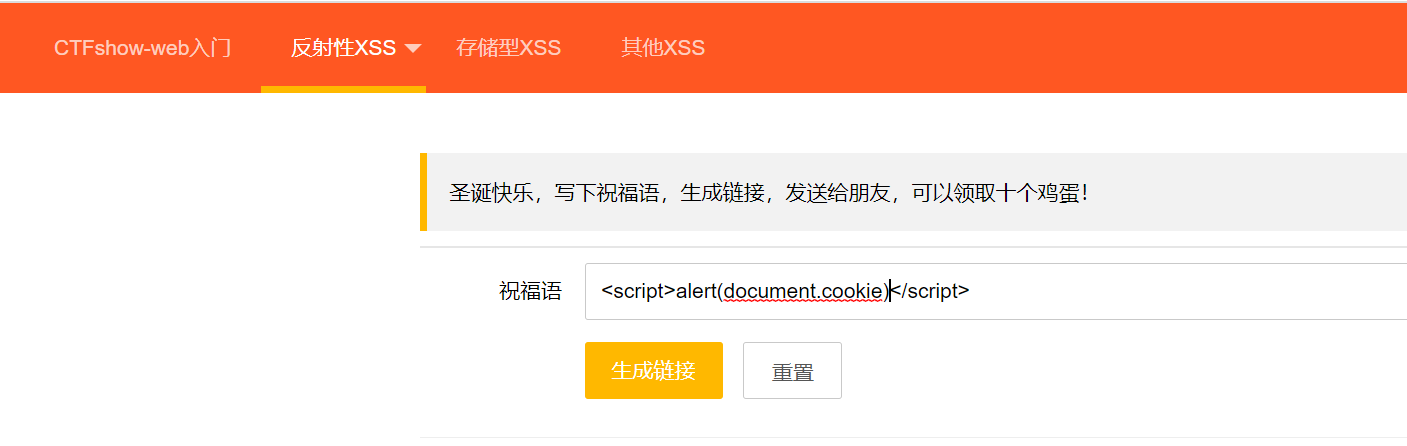 CTFshow-web入门 反射性XSS 存储型XSS 其他XSS
圣诞快乐，写下祝福语，生成链接，发送给朋友，可以领取十个鸡蛋！
祝福语 <script>alert(document.cookie)</script>
生成链接 重置